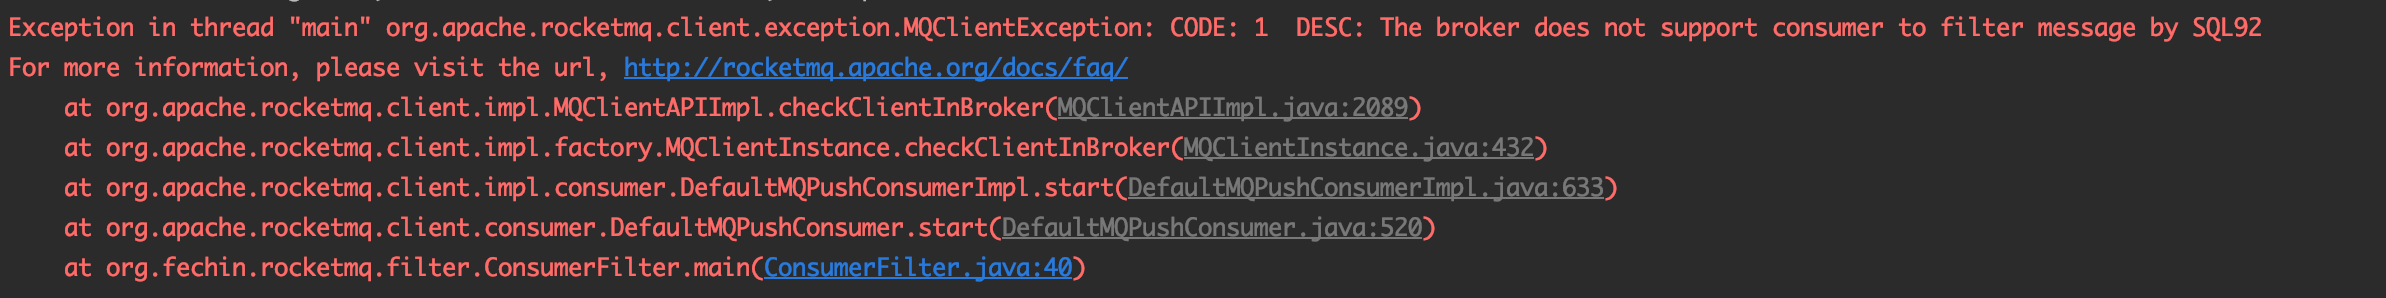 Exception in thread "main" org.apache.rocketmq.client.exception.MQClientException: CODE: 1  DESC: The broker does not support consumer to filter message by SQL92
For more information, please visit the url, http://rocketmq.apache.org/docs/faq/
    at org.apache.rocketmq.client.impl.MQClientAPIImpl.checkClientInBroker(MQClientAPIImpl.java:2089)
    at org.apache.rocketmq.client.impl.factory.MQClientInstance.checkClientInBroker(MQClientInstance.java:432)
    at org.apache.rocketmq.client.impl.consumer.DefaultMQPushConsumerImpl.start(DefaultMQPushConsumerImpl.java:633)
    at org.apache.rocketmq.client.consumer.DefaultMQPushConsumer.start(DefaultMQPushConsumer.java:520)
    at org.fechin.rocketmq.filter.ConsumerFilter.main(ConsumerFilter.java:40)